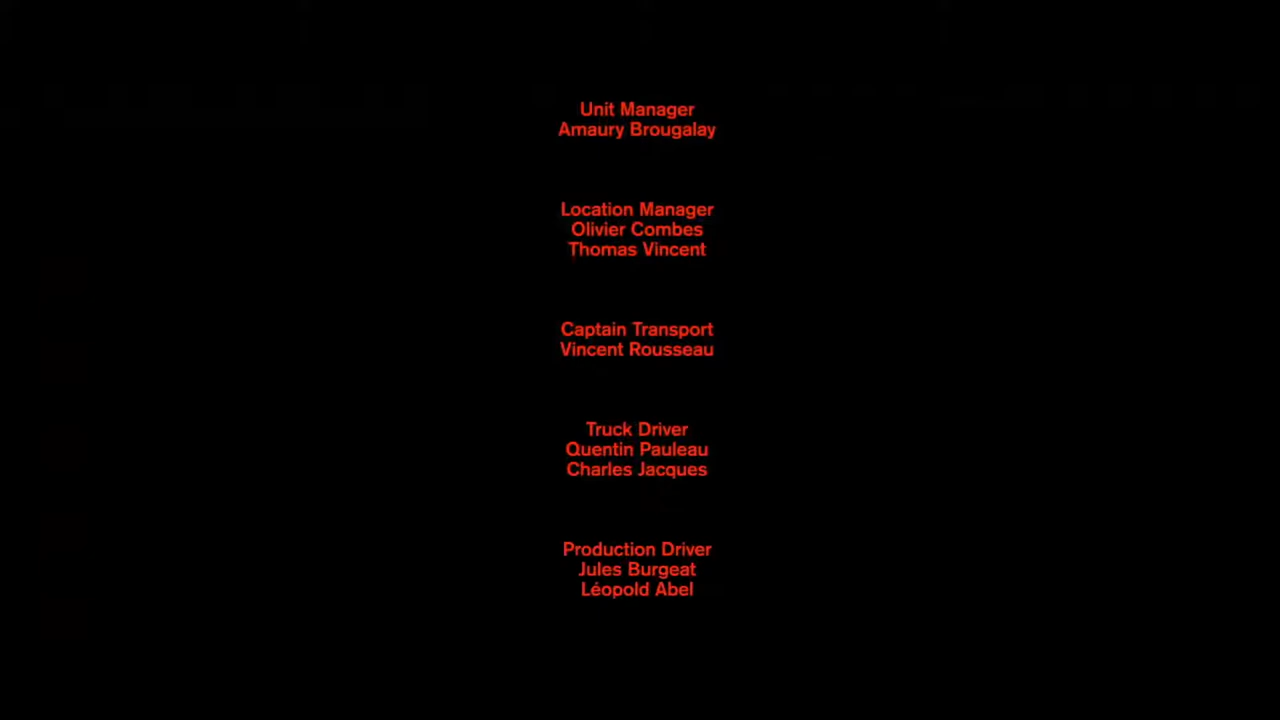 Unit Manager
Amaury Brougalay
Location Manager
Olivier Combes
Thomas Vincent
Captain Transport
Vincent Rousseau
Truck Driver
Quentin Pauleau
Charles Jacques
Production Driver
Jules Burgeat
Léopold Abel